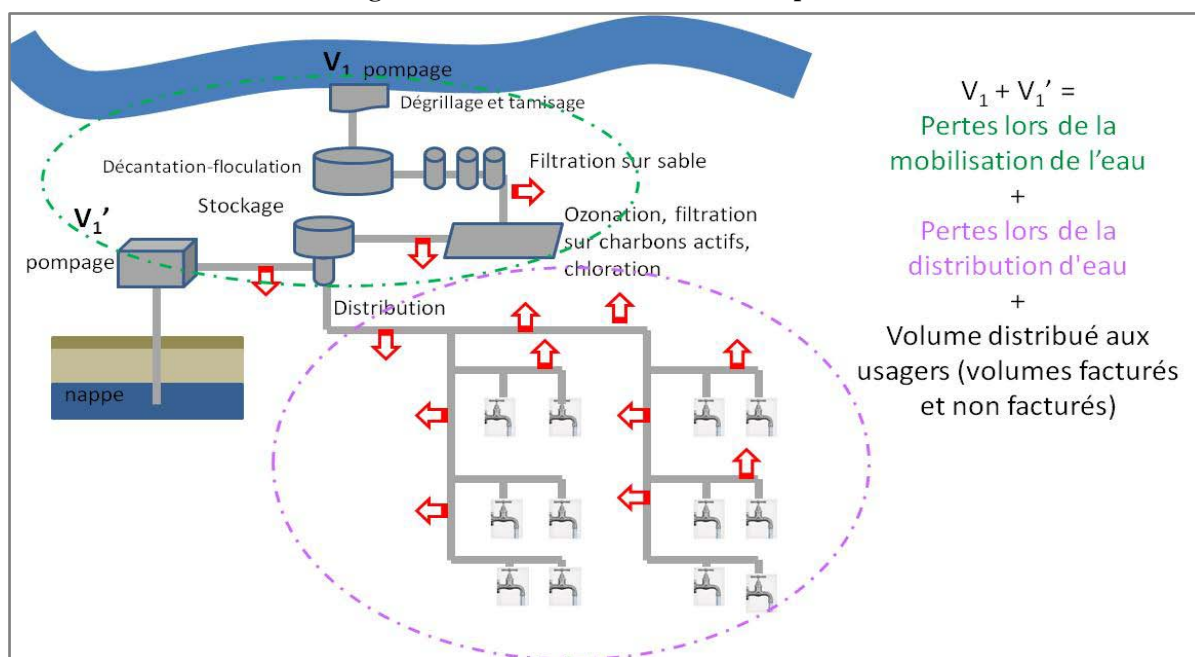 V₁ pompage
Dégrillage et tamisage
Décantation-floculation
Filtration sur sable
Stockage
V₁'
pompage
Ozonation, filtration
sur charbons actifs,
chloration
Distribution
nappe
V₁ + V₁' =
Pertes lors de la
mobilisation de l'eau
+
Pertes lors de la
distribution d'eau
+
Volume distribué aux
usagers (volumes facturés
et non facturés)